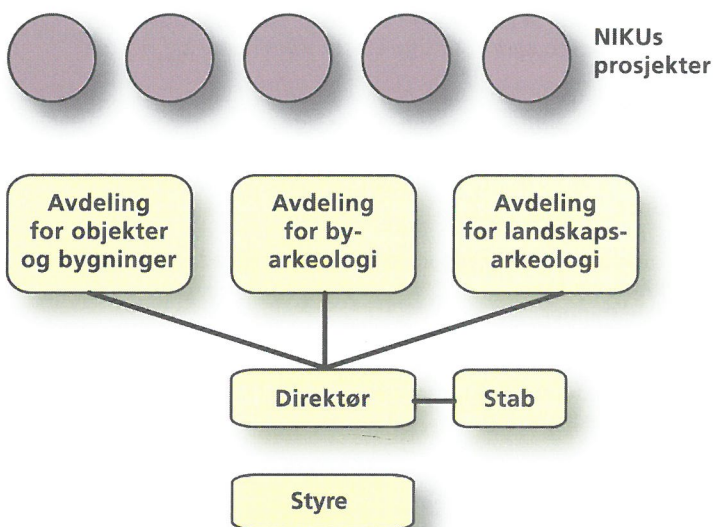 NIKUs
prosjekter
Avdeling
for objekter
og bygninger
Avdeling
for by-
arkeologi
Avdeling
for landskaps-
arkeologi
Direktør
Stab
Styre